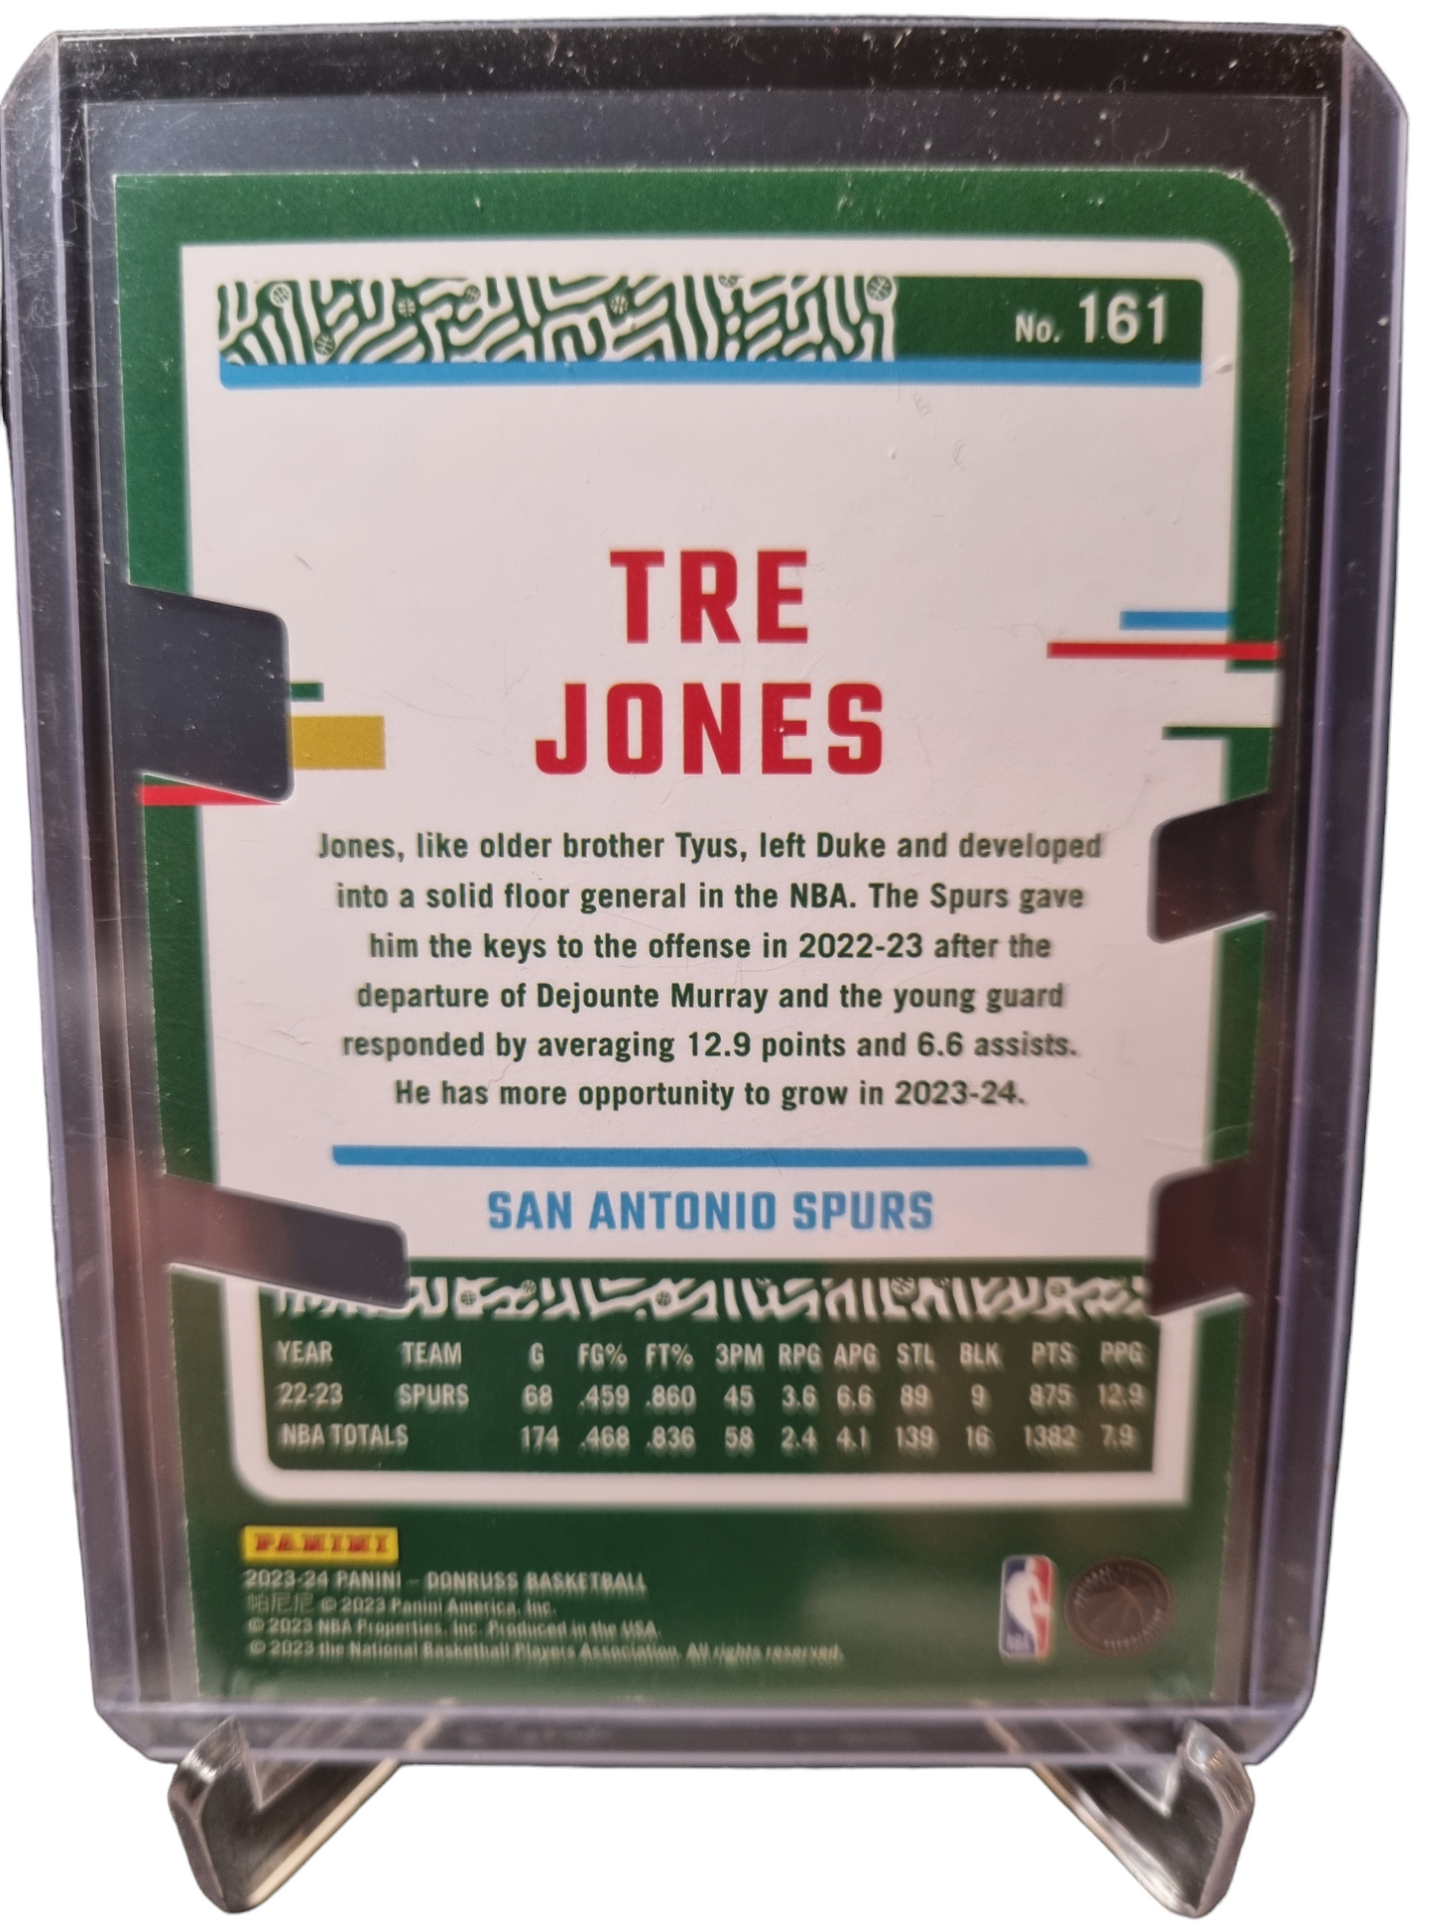 No. 161
TRE
JONES
Jones, like older brother Tyus, left Duke and developed
into a solid floor general in the NBA. The Spurs gave
him the keys to the offense in 2022-23 after the
departure of Dejounte Murray and the young guard
responded by averaging 12.9 points and 6.6 assists.
He has more opportunity to grow in 2023-24.
SAN ANTONIO SPURS
YEAR TEAM G FG% FT% 3PM RPG APG STL BLK PTS PPG
22-23 SPURS 68 .459 .860 45 3.6 6.6 89 9 875 12.9
NBA TOTALS 174 .468 .836 58 2.4 4.1 139 16 1382 7.9
PANINI
2023-24 PANINI – DONRUSS BASKETBALL
帕尼尼 © 2023 Panini America, Inc.
© 2023 NBA Properties, Inc. Produced in the USA.
© 2023 the National Basketball Players Association. All rights reserved.
NBA